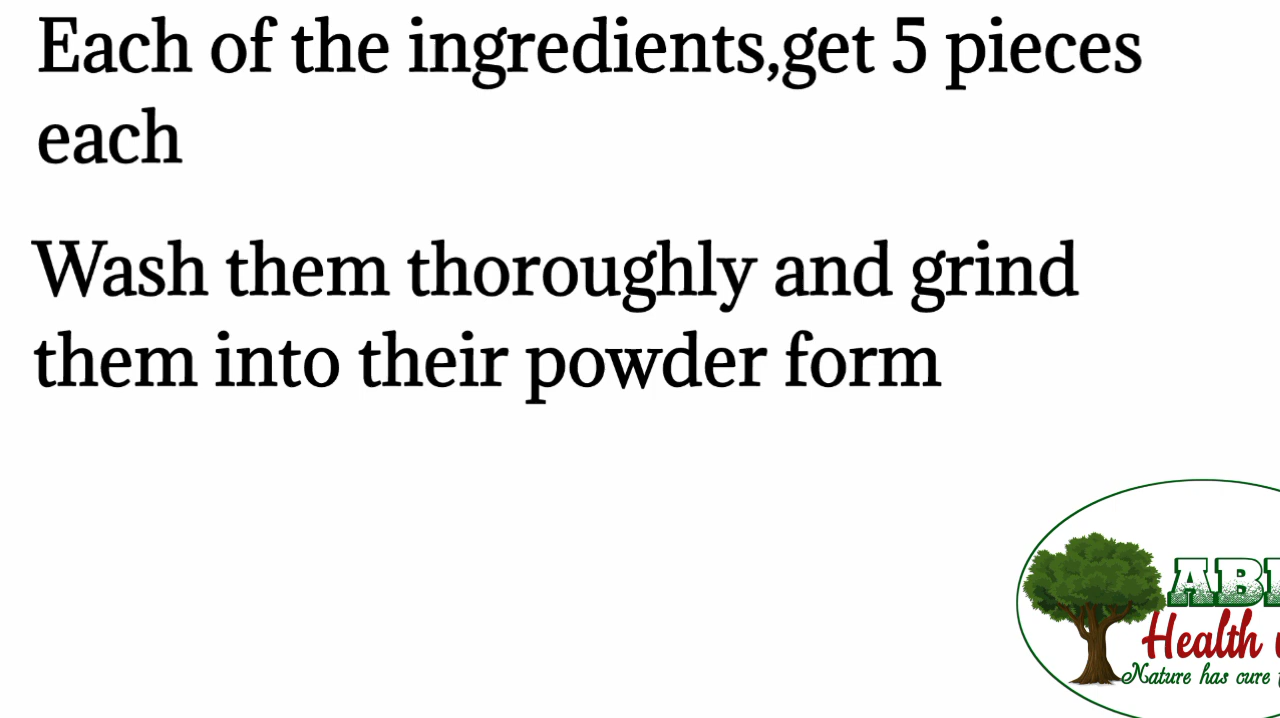 Each of the ingredients,get 5 pieces
each
Wash them thoroughly and grind
them into their powder form
Health
Nature has cure